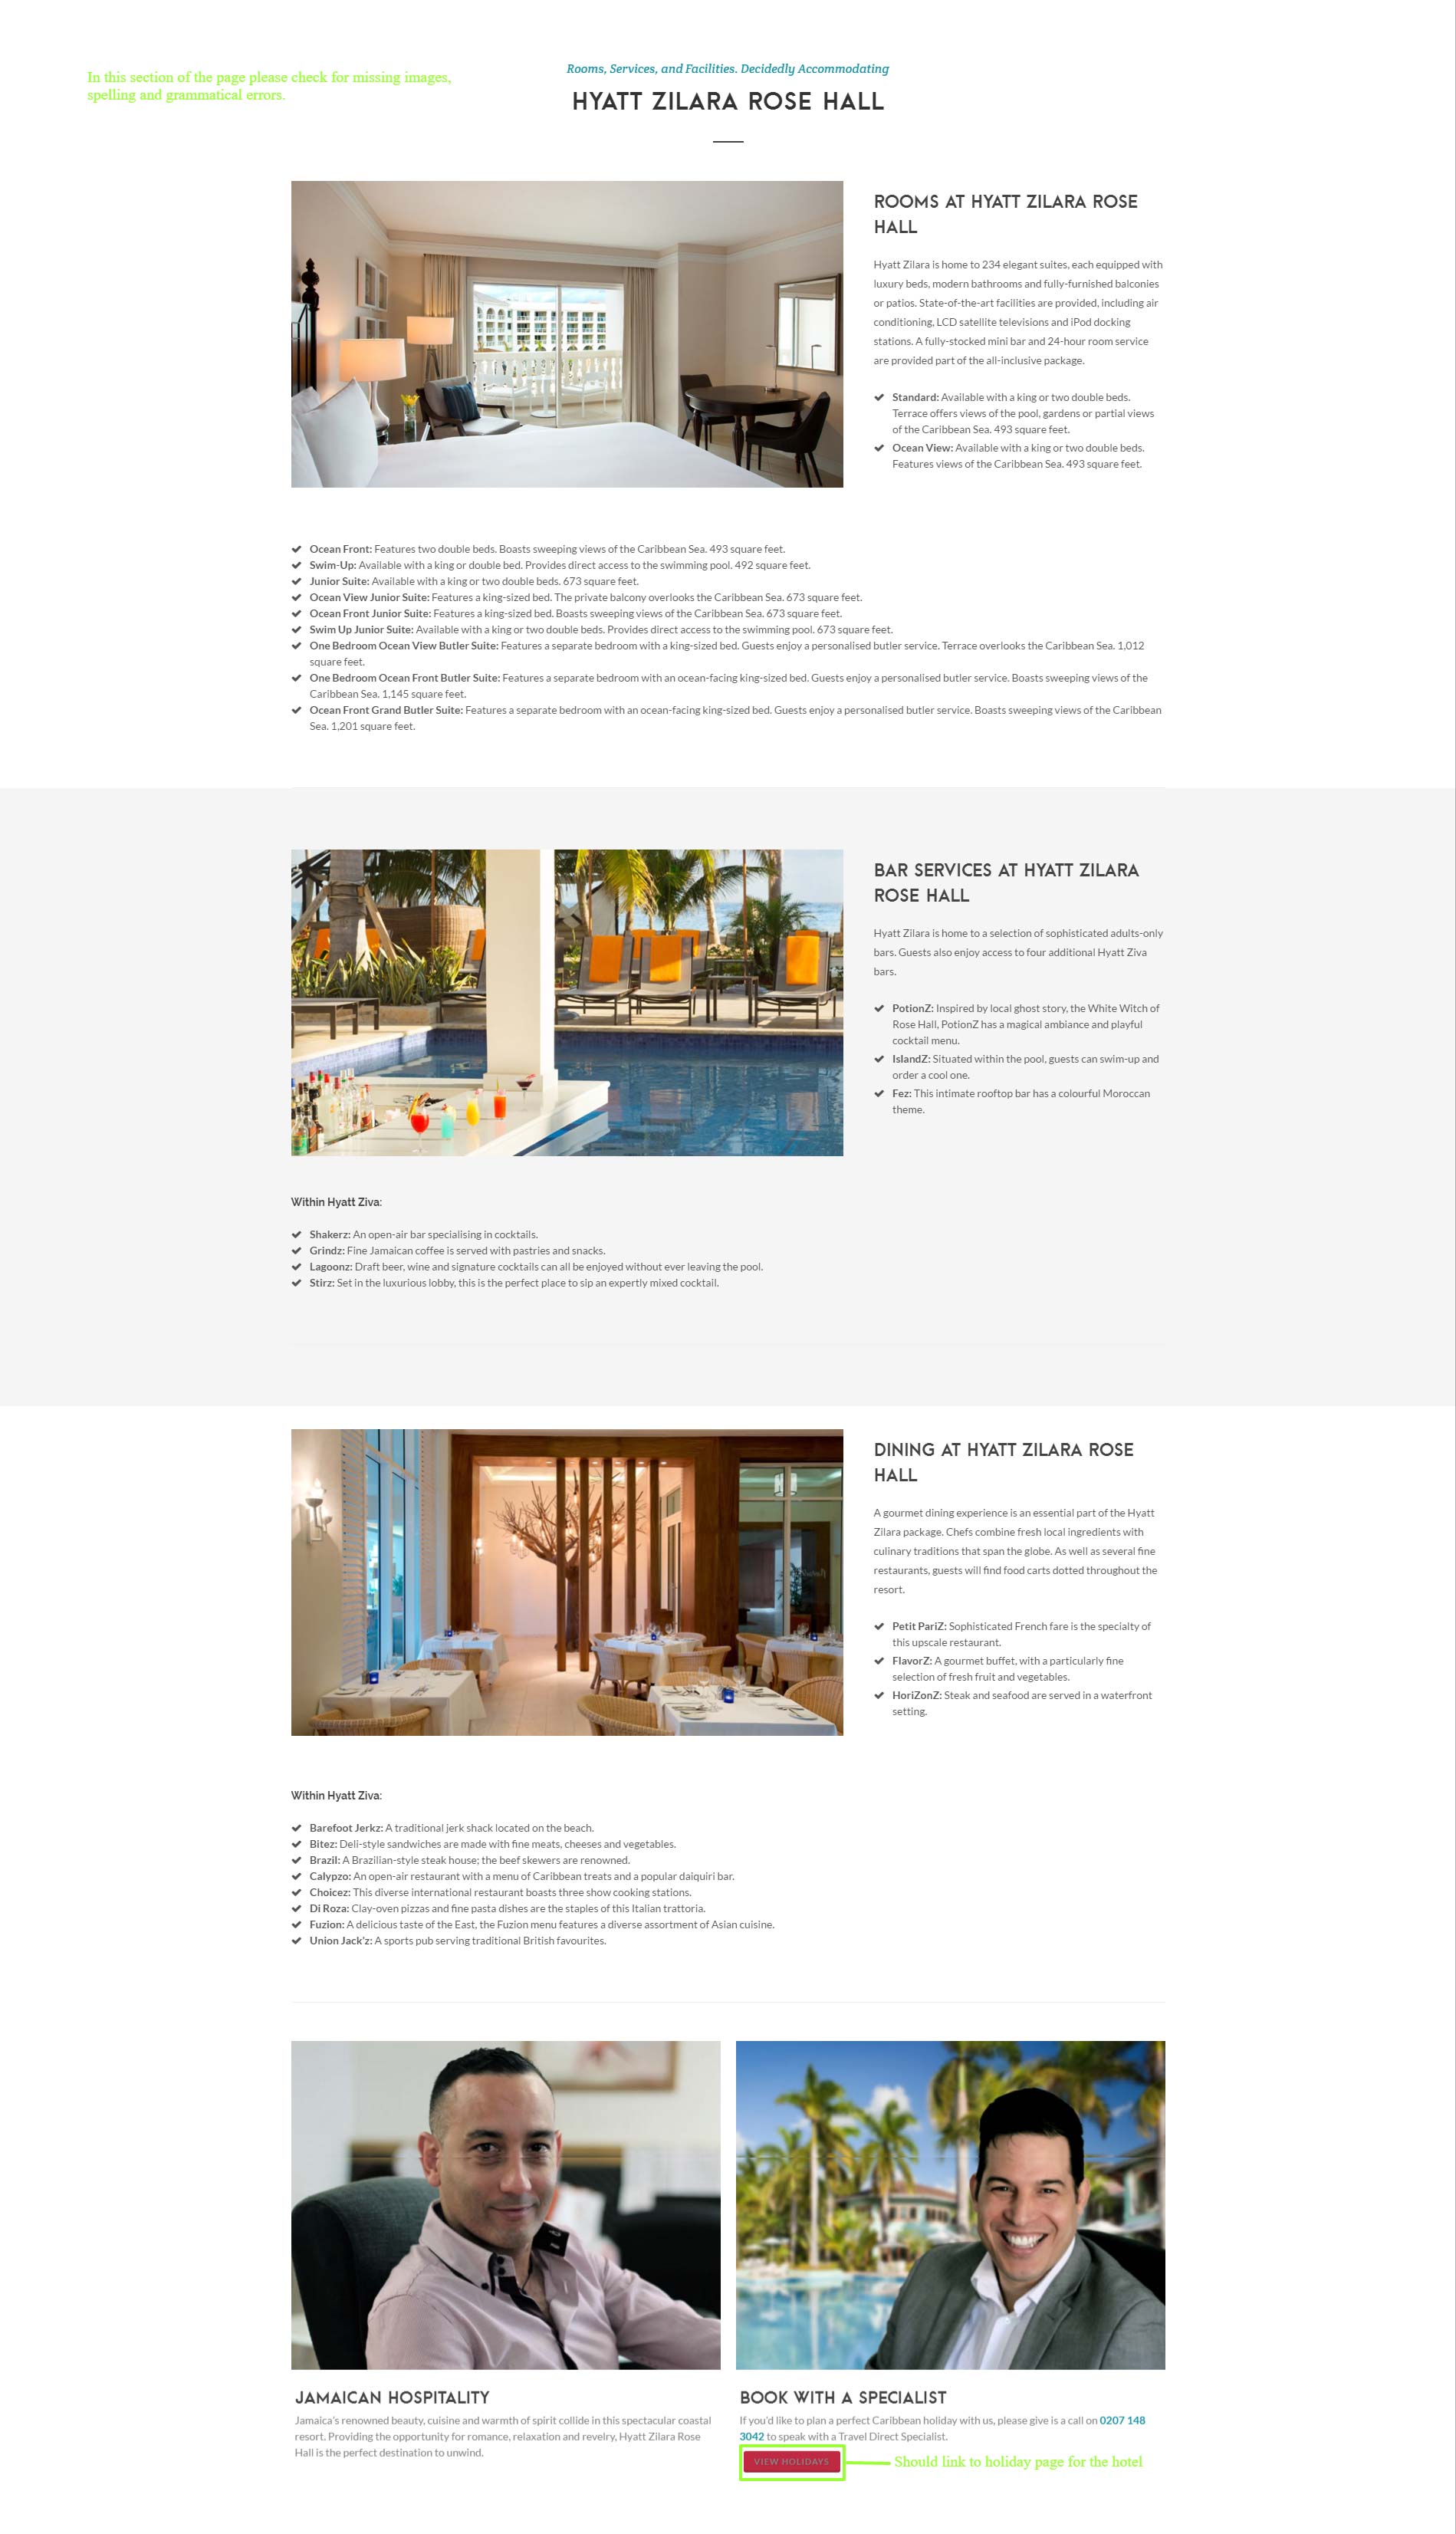 In this section of the page please check for missing images,
spelling and grammatical errors.
Rooms, Services, and Facilities. Decidedly Accommodating
HYATT ZILARA ROSE HALL
ROOMS AT HYATT ZILARA ROSE
HALL
Hyatt Zilara is home to 234 elegant suites, each equipped with
luxury beds, modern bathrooms and fully-furnished balconies
or patios. State-of-the-art facilities are provided, including air
conditioning, LCD satellite televisions and iPod docking
stations. A fully-stocked mini bar and 24-hour room service
are provided part of the all-inclusive package.
Standard: Available with a king or two double beds.
Terrace offers views of the pool, gardens or partial views
of the Caribbean Sea. 493 square feet.
Ocean View: Available with a king or two double beds.
Features views of the Caribbean Sea. 493 square feet.
Ocean Front: Features two double beds. Boasts sweeping views of the Caribbean Sea. 493 square feet.
Swim-Up: Available with a king or double bed. Provides direct access to the swimming pool. 492 square feet.
Junior Suite: Available with a king or two double beds. 673 square feet.
Ocean View Junior Suite: Features a king-sized bed. The private balcony overlooks the Caribbean Sea. 673 square feet.
Ocean Front Junior Suite: Features a king-sized bed. Boasts sweeping views of the Caribbean Sea. 673 square feet.
Swim Up Junior Suite: Available with a king or two double beds. Provides direct access to the swimming pool. 673 square feet.
One Bedroom Ocean View Butler Suite: Features a separate bedroom with a king-sized bed. Guests enjoy a personalised butler service. Terrace overlooks the Caribbean Sea. 1,012
square feet.
One Bedroom Ocean Front Butler Suite: Features a separate bedroom with an ocean-facing king-sized bed. Guests enjoy a personalised butler service. Boasts sweeping views of the
Caribbean Sea. 1,145 square feet.
Ocean Front Grand Butler Suite: Features a separate bedroom with an ocean-facing king-sized bed. Guests enjoy a personalised butler service. Boasts sweeping views of the Caribbean
Sea. 1,201 square feet.
BAR SERVICES AT HYATT ZILARA
ROSE HALL
Hyatt Zilara is home to a selection of sophisticated adults-only
bars. Guests also enjoy access to four additional Hyatt Ziva
bars.
PotionZ: Inspired by local ghost story, the White Witch of
Rose Hall, PotionZ has a magical ambiance and playful
cocktail menu.
IslandZ: Situated within the pool, guests can swim-up and
order a cool one.
Fez: This intimate rooftop bar has a colourful Moroccan
theme.
Within Hyatt Ziva:
Shakerz: An open-air bar specialising in cocktails.
Grindz: Fine Jamaican coffee is served with pastries and snacks.
Lagoonz: Draft beer, wine and signature cocktails can all be enjoyed without ever leaving the pool.
Stirz: Set in the luxurious lobby, this is the perfect place to sip an expertly mixed cocktail.
DINING AT HYATT ZILARA ROSE
HALL
A gourmet dining experience is an essential part of the Hyatt
Zilara package. Chefs combine fresh local ingredients with
culinary traditions that span the globe. As well as several fine
restaurants, guests will find food carts dotted throughout the
resort.
Petit PariZ: Sophisticated French fare is the specialty of
this upscale restaurant.
FlavorZ: A gourmet buffet, with a particularly fine
selection of fresh fruit and vegetables.
HoriZonZ: Steak and seafood are served in a waterfront
setting.
Within Hyatt Ziva:
Barefoot Jerkz: A traditional jerk shack located on the beach.
Bitez: Deli-style sandwiches are made with fine meats, cheeses and vegetables.
Brazil: A Brazilian-style steak house; the beef skewers are renowned.
Calypzo: An open-air restaurant with a menu of Caribbean treats and a popular daiquiri bar.
Choicez: This diverse international restaurant boasts three show cooking stations.
Di Roza: Clay-oven pizzas and fine pasta dishes are the staples of this Italian trattoria.
Fuzion: A delicious taste of the East, the Fuzion menu features a diverse assortment of Asian cuisine.
Union Jack'z: A sports pub serving traditional British favourites.
JAMAICAN HOSPITALITY
Jamaica's renowned beauty, cuisine and warmth of spirit collide in this spectacular coastal
resort. Providing the opportunity for romance, relaxation and revelry, Hyatt Zilara Rose
Hall is the perfect destination to unwind.
BOOK WITH A SPECIALIST
If you'd like to plan a perfect Caribbean holiday with us, please give is a call on 0207 148
3042 to speak with a Travel Direct Specialist.
VIEW HOLIDAYS
Should link to holiday page for the hotel